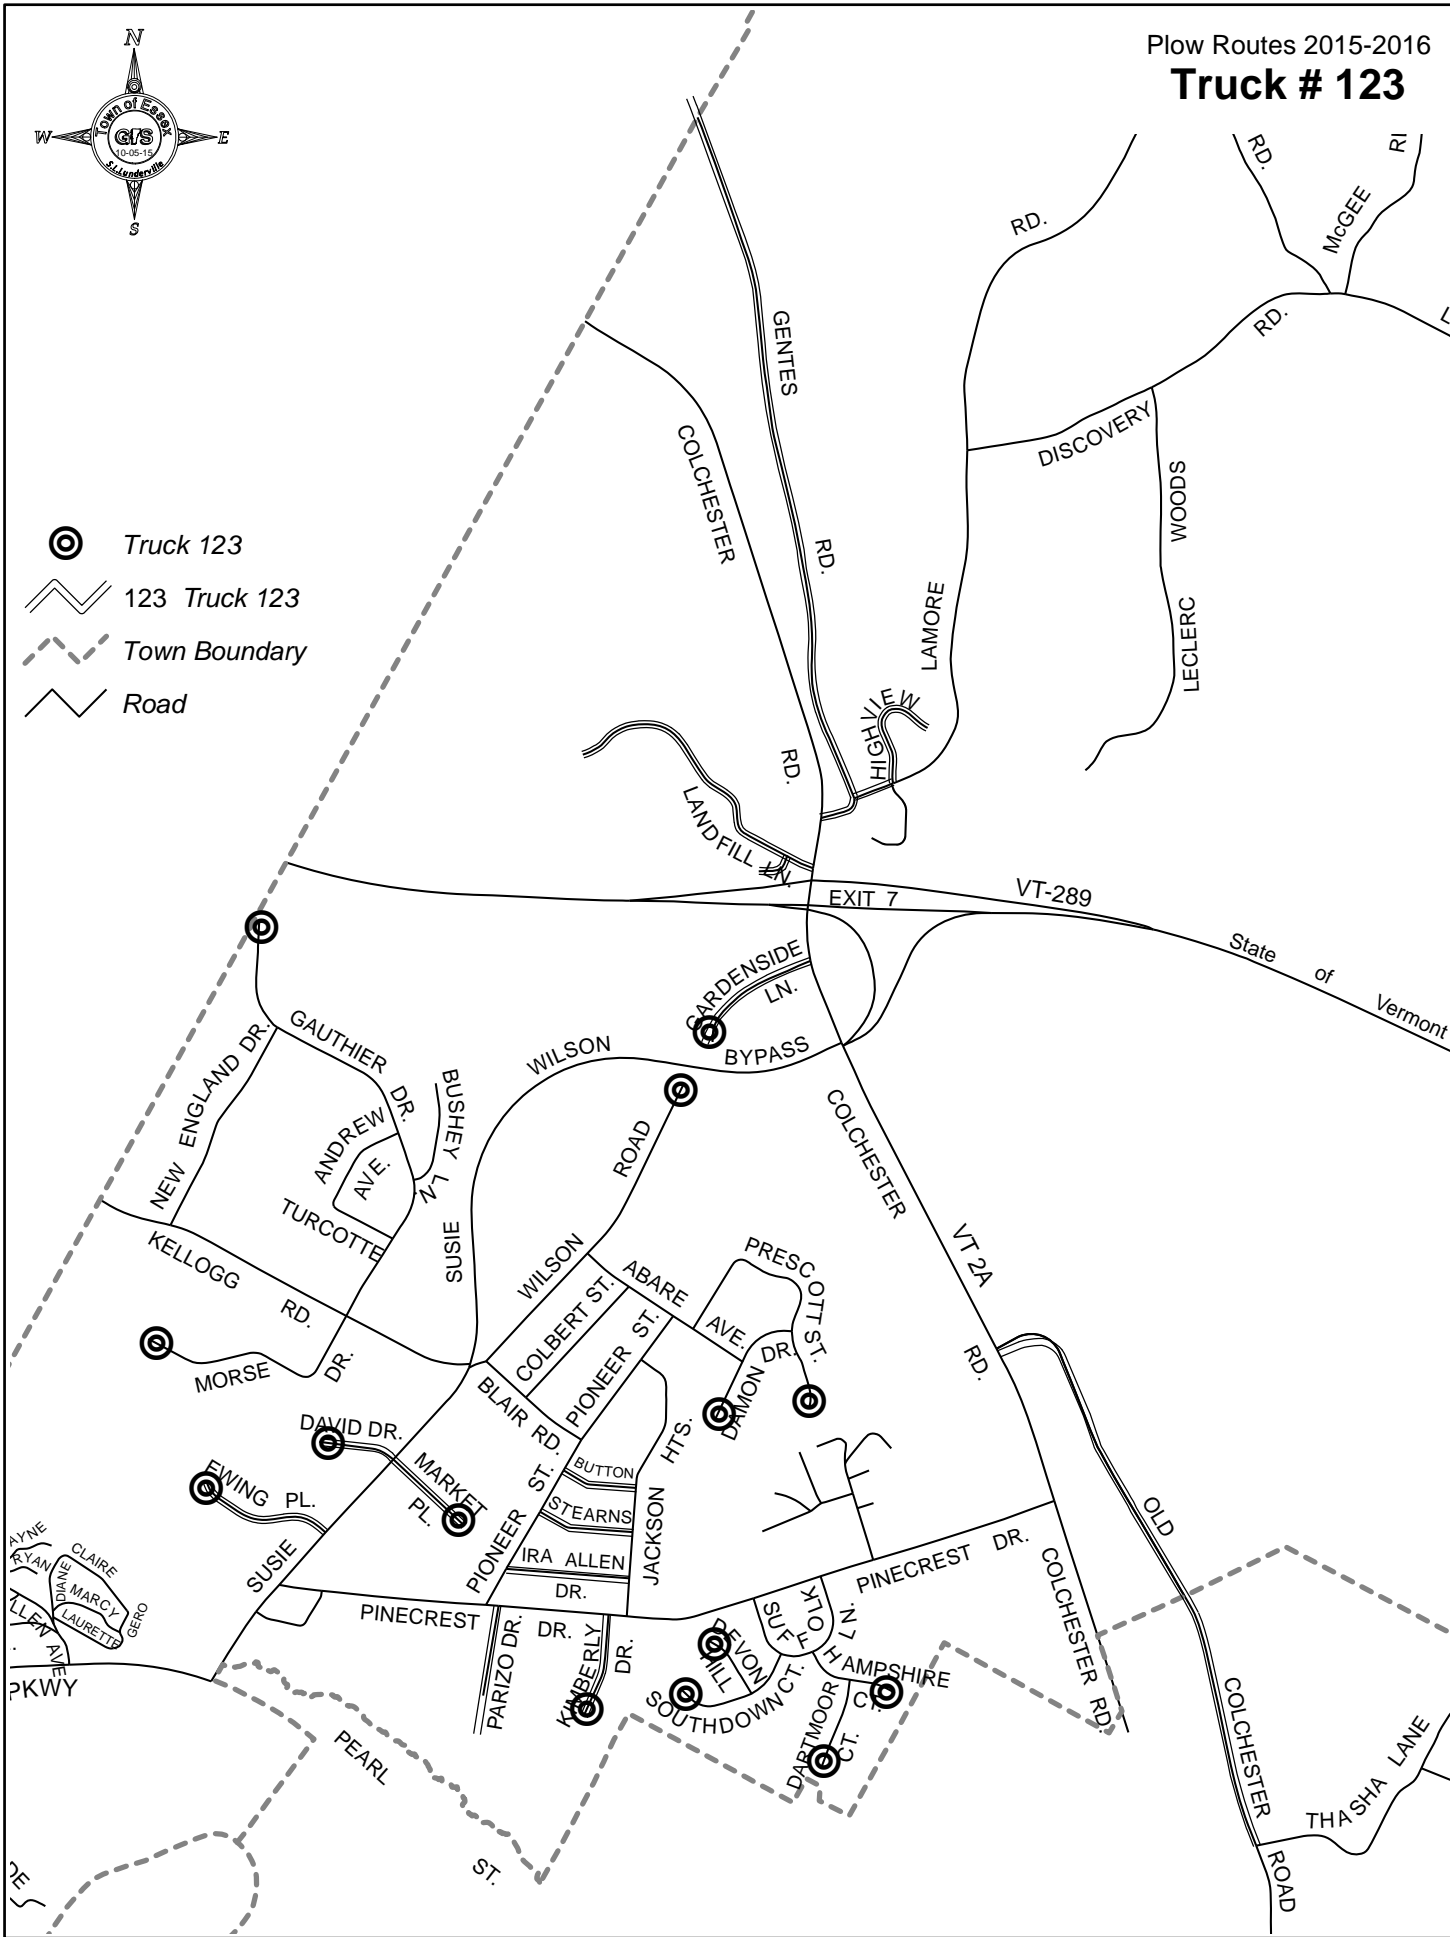 Plow Routes 2015-2016
Truck # 123
N
W
E
S
Town of Essex
GIS
10-05-15
S.L.Lunderville
RD.
RD.
McGEE
RD.
GENTES
RD.
COLCHESTER
RD.
DISCOVERY
WOODS
LECLERC
LAMORE
HIGHVIEW
Truck 123
123 Truck 123
Town Boundary
Road
LANDFILL LN.
EXIT 7
VT-289
State of Vermont
GARDENSIDE
LN.
WILSON
BYPASS
SUSIE
GAUTHIER
DR.
NEW ENGLAND DR.
BUSHEY LN.
ANDREW
AVE.
TURCOTTE
KELLOGG
RD.
ROAD
WILSON
COLCHESTER
VT 2A
RD.
PRESCOTT ST.
ABARE
AVE.
COLBERT ST.
PIONEER ST.
DAMON
DR.
BLAIR RD.
MORSE
DR.
DAVID DR.
MARKET
PL.
EWING PL.
SUSIE
PIONEER ST.
BUTTON
STEARNS
IRA ALLEN
DR.
JACKSON
HTS.
PINECREST DR.
PINECREST DR.
OLD
COLCHESTER
ROAD
COLCHESTER RD.
AYNE
RYAN
CLAIRE
DIANE
MARCY
LAURETTE
GERO
LLEN AVE
PKWY
PARIZO DR.
KIMBERLY
DR.
SUFFOLK
LN.
DEVON
HILL
SOUTHDOWN CT.
HAMPSHIRE
CT.
DARTMOOR
CT.
PEARL
ST.
THASHA LANE